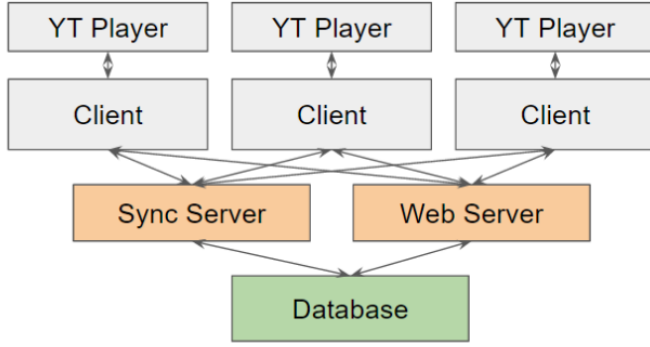 YT Player
YT Player
YT Player
Client
Client
Client
Sync Server
Web Server
Database